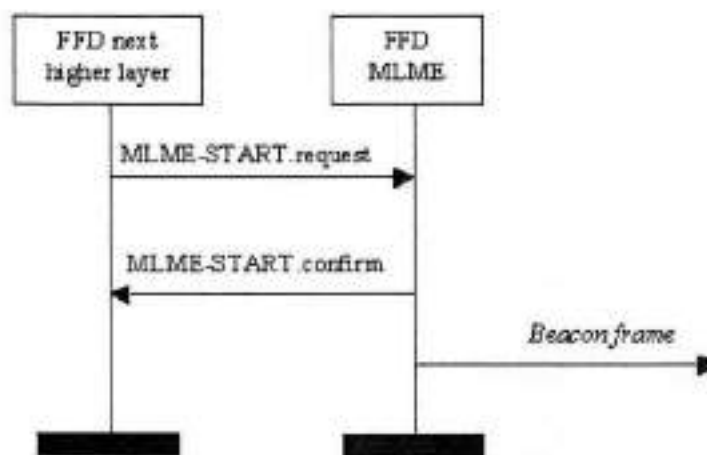 FFD next
higher layer
FFD
MLME
MLME-START.request
MLME-START.confirm
Beacon frame